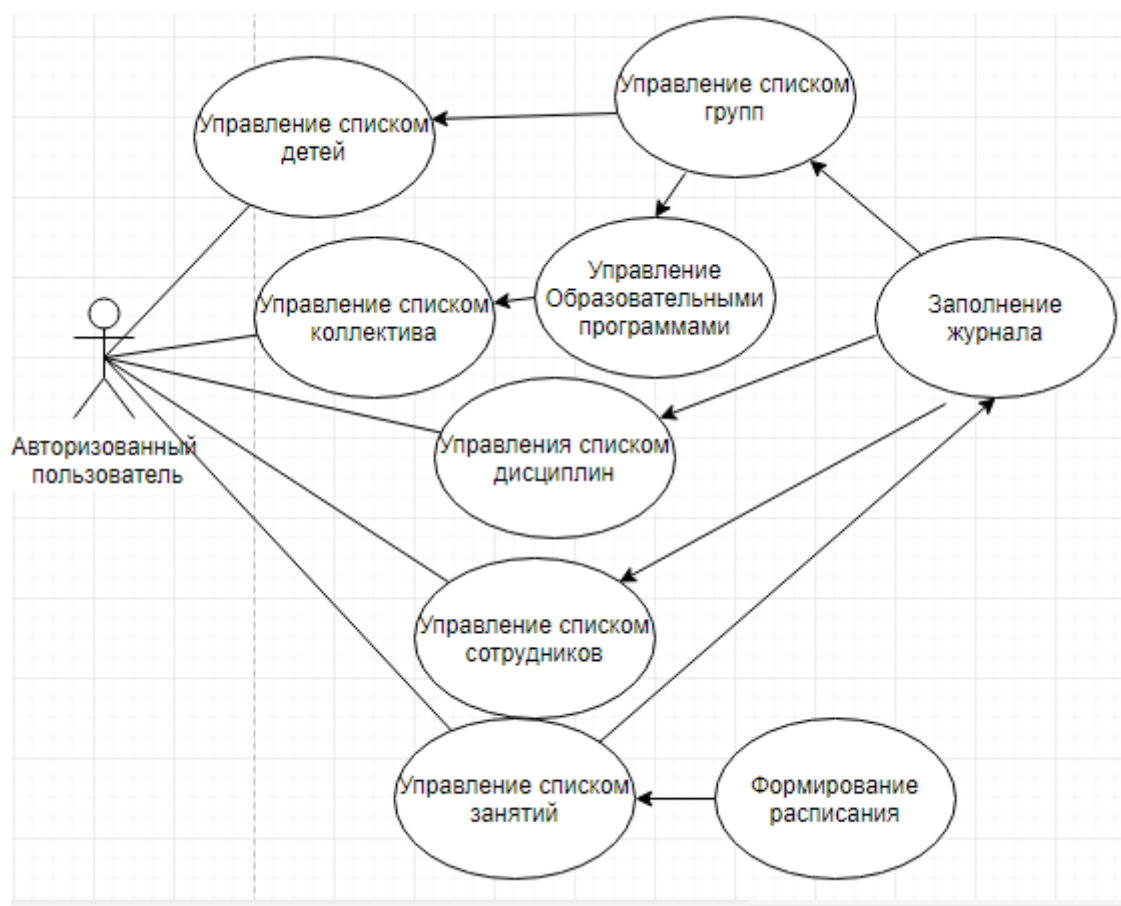 Управление списком
групп
Управление списком
детей
Управление
Образовательными
программами
Управление списком
коллектива
Заполнение
журнала
Авторизованный
пользователь
Управления списком
дисциплин
Управление списком
сотрудников
Управление списком
занятий
Формирование
расписания